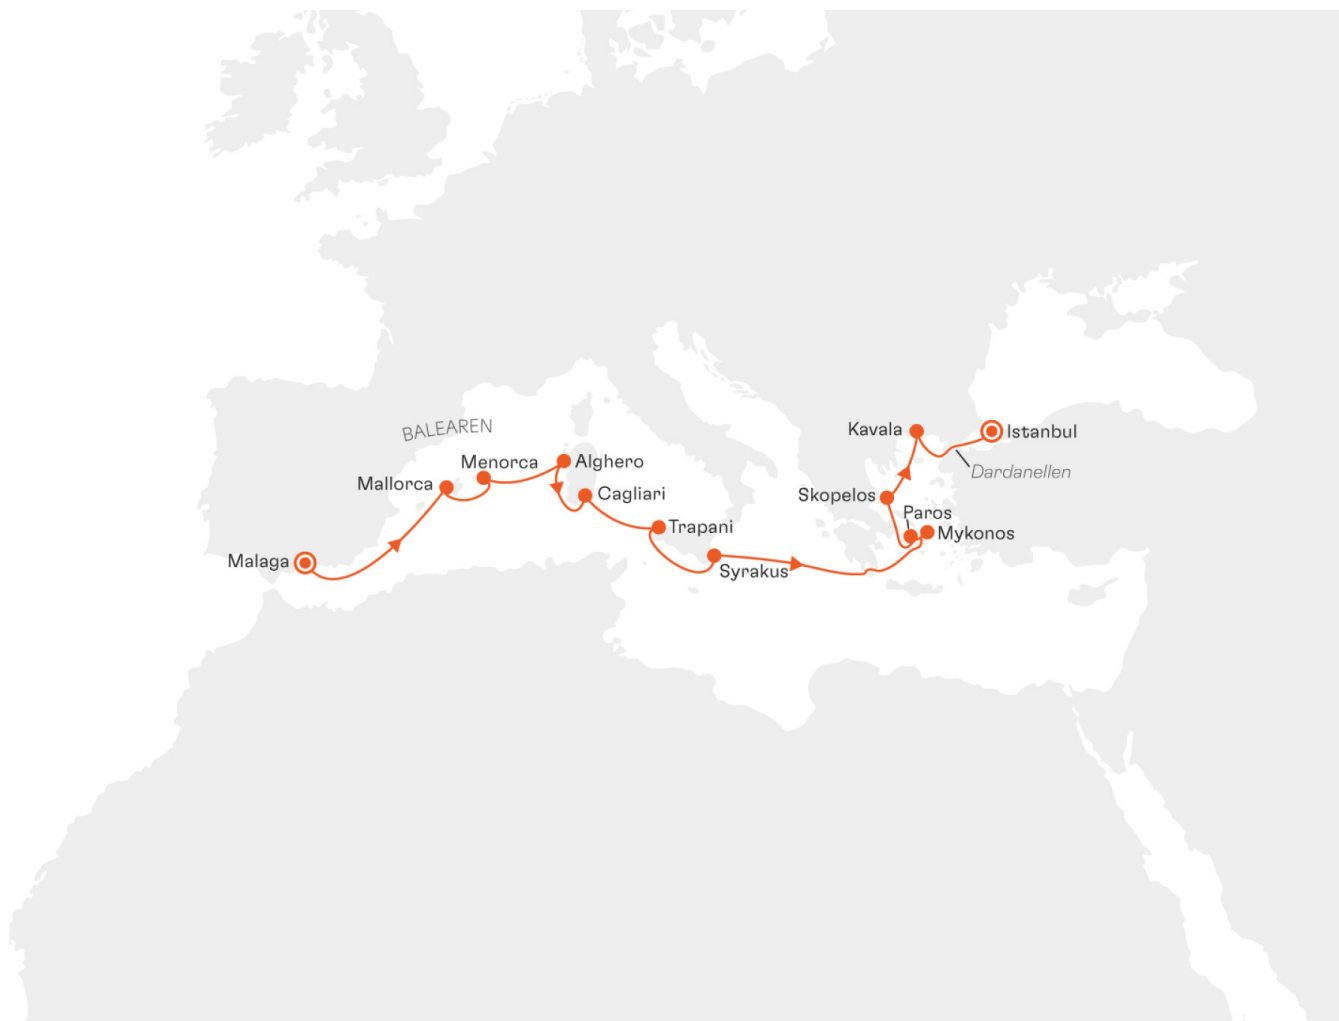 BALEAREN
Kavala
Istanbul
Menorca
Alghero
Dardanellen
Mallorca
Cagliari
Skopelos
Paros
Trapani
Mykonos
Malaga
Syrakus